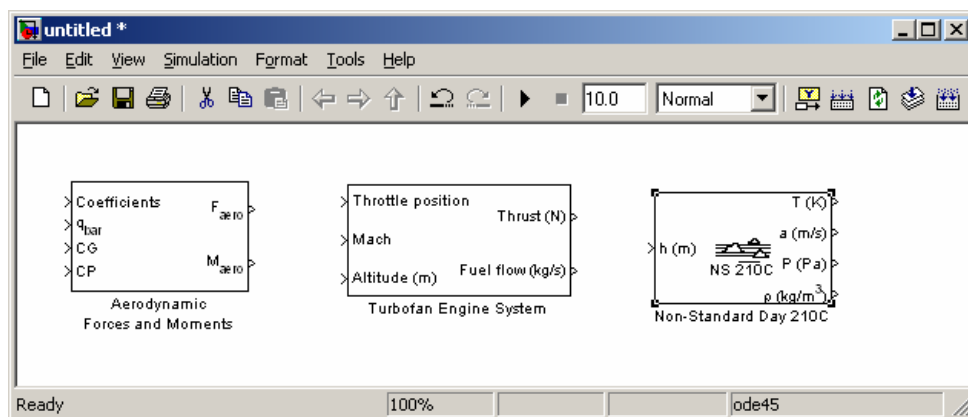 untitled *
File Edit View Simulation Format Tools Help
10.0 Normal
Coefficients
q_bar
CG
CP
F_aero
M_aero
Aerodynamic
Forces and Moments
Throttle position
Mach
Altitude (m)
Thrust (N)
Fuel flow(kg/s)
Turbofan Engine System
h (m)
NS 210C
T (K)
a (m/s)
P (Pa)
ρ (kg/m³)
Non-Standard Day 210C
Ready 100% ode45